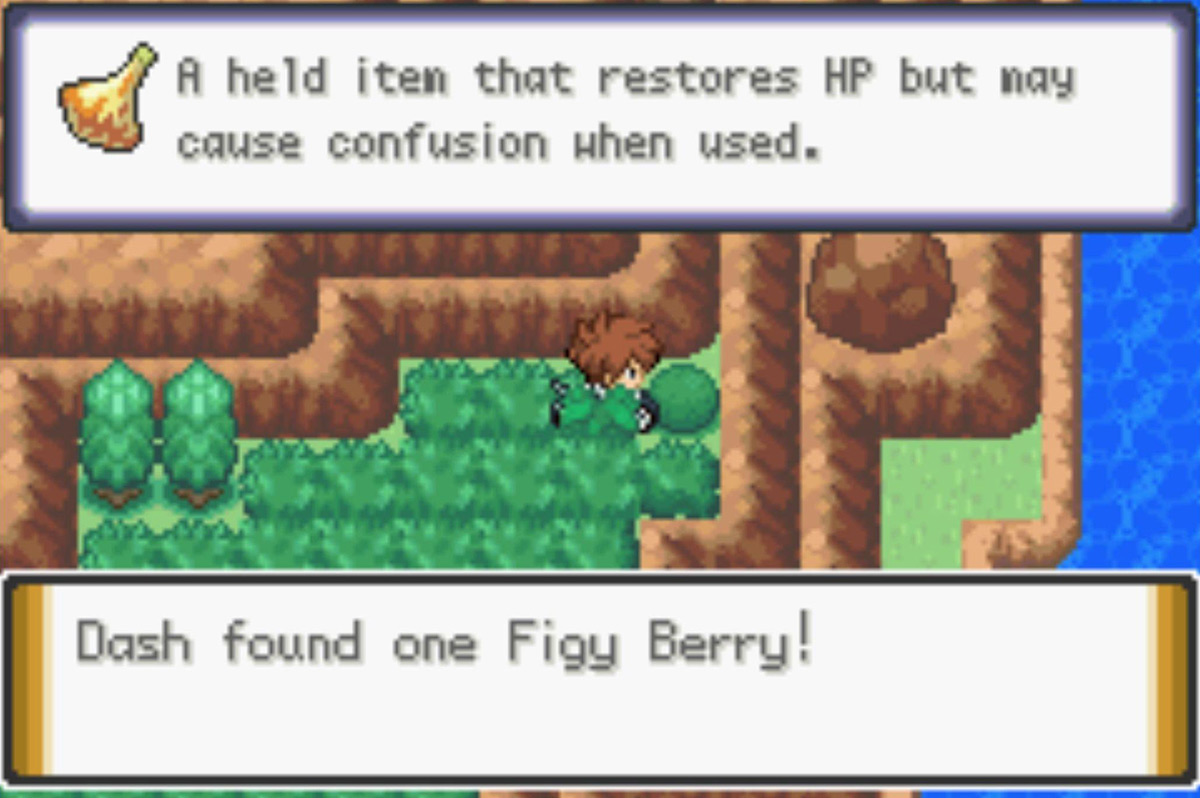 A held item that restores HP but may
cause confusion when used.
Dash found one Figy Berry!